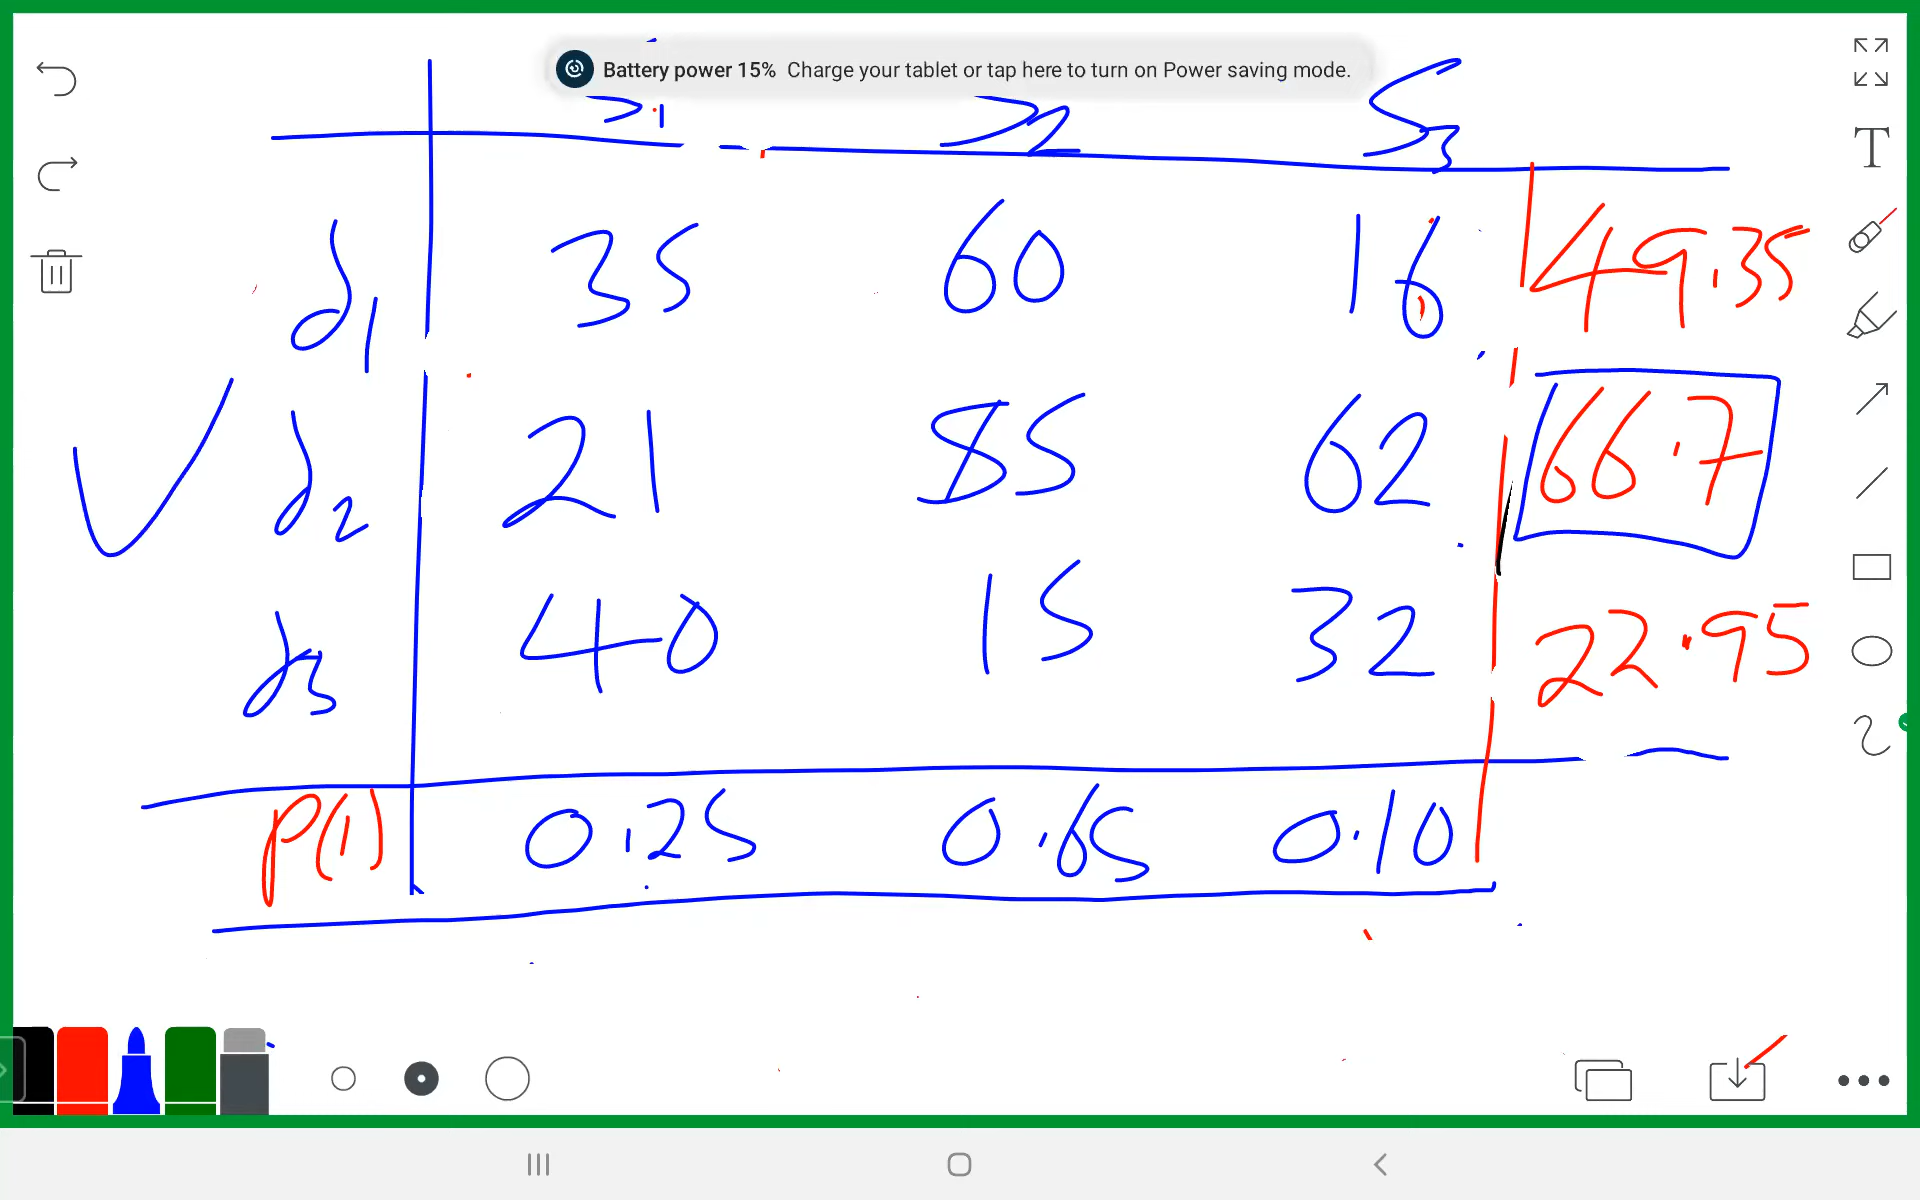 Battery power 15% Charge your tablet or tap here to turn on Power saving mode.
S1 S2 S3
d1 35 60 16 49.35
d2 21 85 62 66.7
d3 40 15 32 22.95
P(1) 0.25 0.65 0.10
T